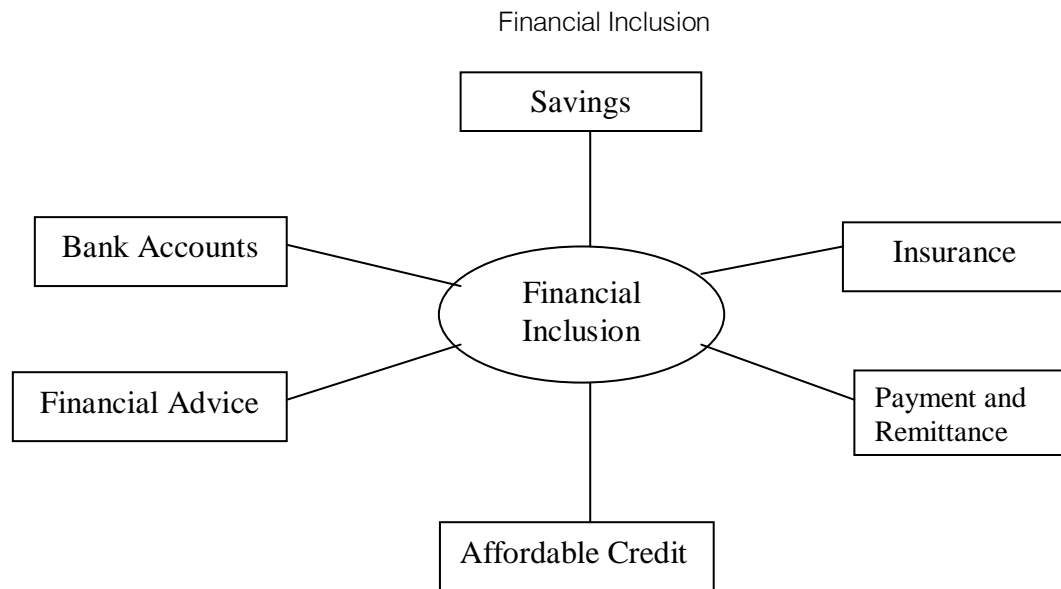 Financial Inclusion
Savings
Bank Accounts
Insurance
Financial
Inclusion
Financial Advice
Payment and
Remittance
Affordable Credit